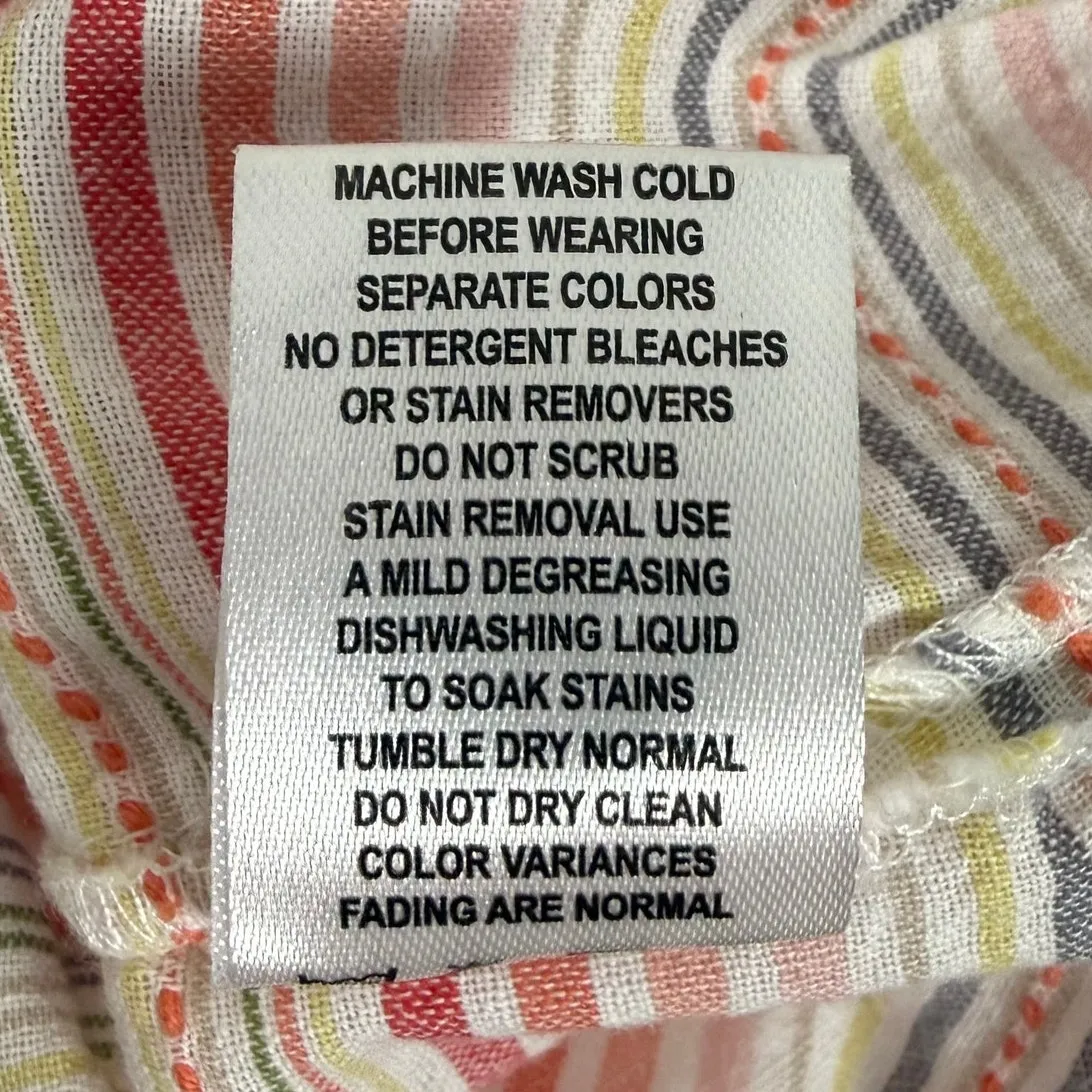 MACHINE WASH COLD
BEFORE WEARING
SEPARATE COLORS
NO DETERGENT BLEACHES
OR STAIN REMOVERS
DO NOT SCRUB
STAIN REMOVAL USE
A MILD DEGREASING
DISHWASHING LIQUID
TO SOAK STAINS
TUMBLE DRY NORMAL
DO NOT DRY CLEAN
COLOR VARIANCES
FADING ARE NORMAL